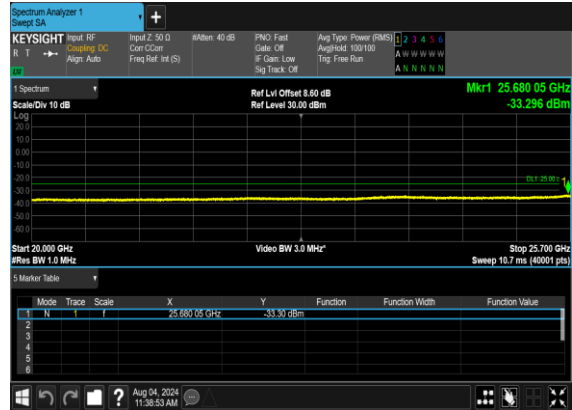 Spectrum Analyzer 1
Swept SA
+
KEYSIGHT Input: RF Input Z: 50 Ω #Atten: 40 dB PNO: Fast Avg Type: Power (RMS) 1 2 3 4 5 6
R T Coupling: DC Corr CCorr Gate: Off Avg|Hold: 100/100 A W W W W W
Align: Auto Freq Ref: Int (S) IF Gain: Low Trig: Free Run
Sig Track: Off A N N N N N
1 Spectrum Ref Lvl Offset 8.60 dB Mkr1 25.680 05 GHz
Scale/Div 10 dB Ref Level 30.00 dBm -33.296 dBm
Log
20.0
10.0
0.00
-10.0
-20.0
DL1 -25.00 1
-30.0
-40.0
-50.0
-60.0
Start 20.000 GHz Video BW 3.0 MHz* Stop 25.700 GHz
#Res BW 1.0 MHz Sweep 10.7 ms (40001 pts)
5 Marker Table
Mode Trace Scale X Y Function Function Width Function Value
1 N 1 f 25.680 05 GHz -33.30 dBm
2
3
4
5
6
? Aug 04, 2024
11:38:53 AM